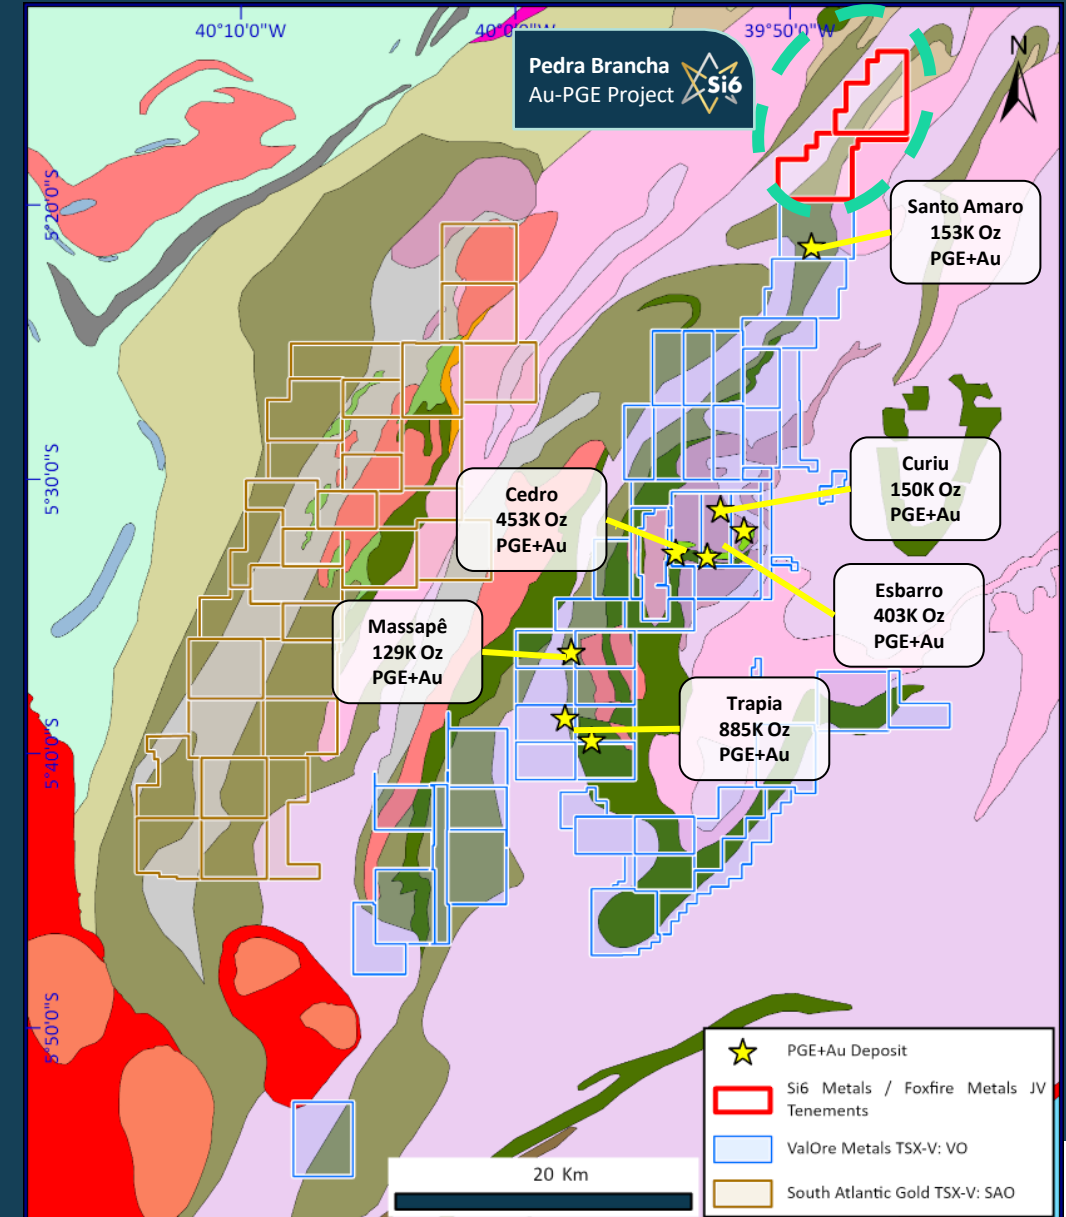 40°10'0"W
40°0'0"W
39°50'0"W
Pedra Brancha
Au-PGE Project
Si6
N
5°20'0"S
Santo Amaro
153K Oz
PGE+Au
5°30'0"S
Curiu
150K Oz
PGE+Au
Cedro
453K Oz
PGE+Au
Esbarro
403K Oz
PGE+Au
Massapê
129K Oz
PGE+Au
Trapia
885K Oz
PGE+Au
5°40'0"S
5°50'0"S
PGE+Au Deposit
Si6 Metals / Foxfire Metals JV
Tenements
ValOre Metals TSX-V: VO
South Atlantic Gold TSX-V: SAO
20 Km